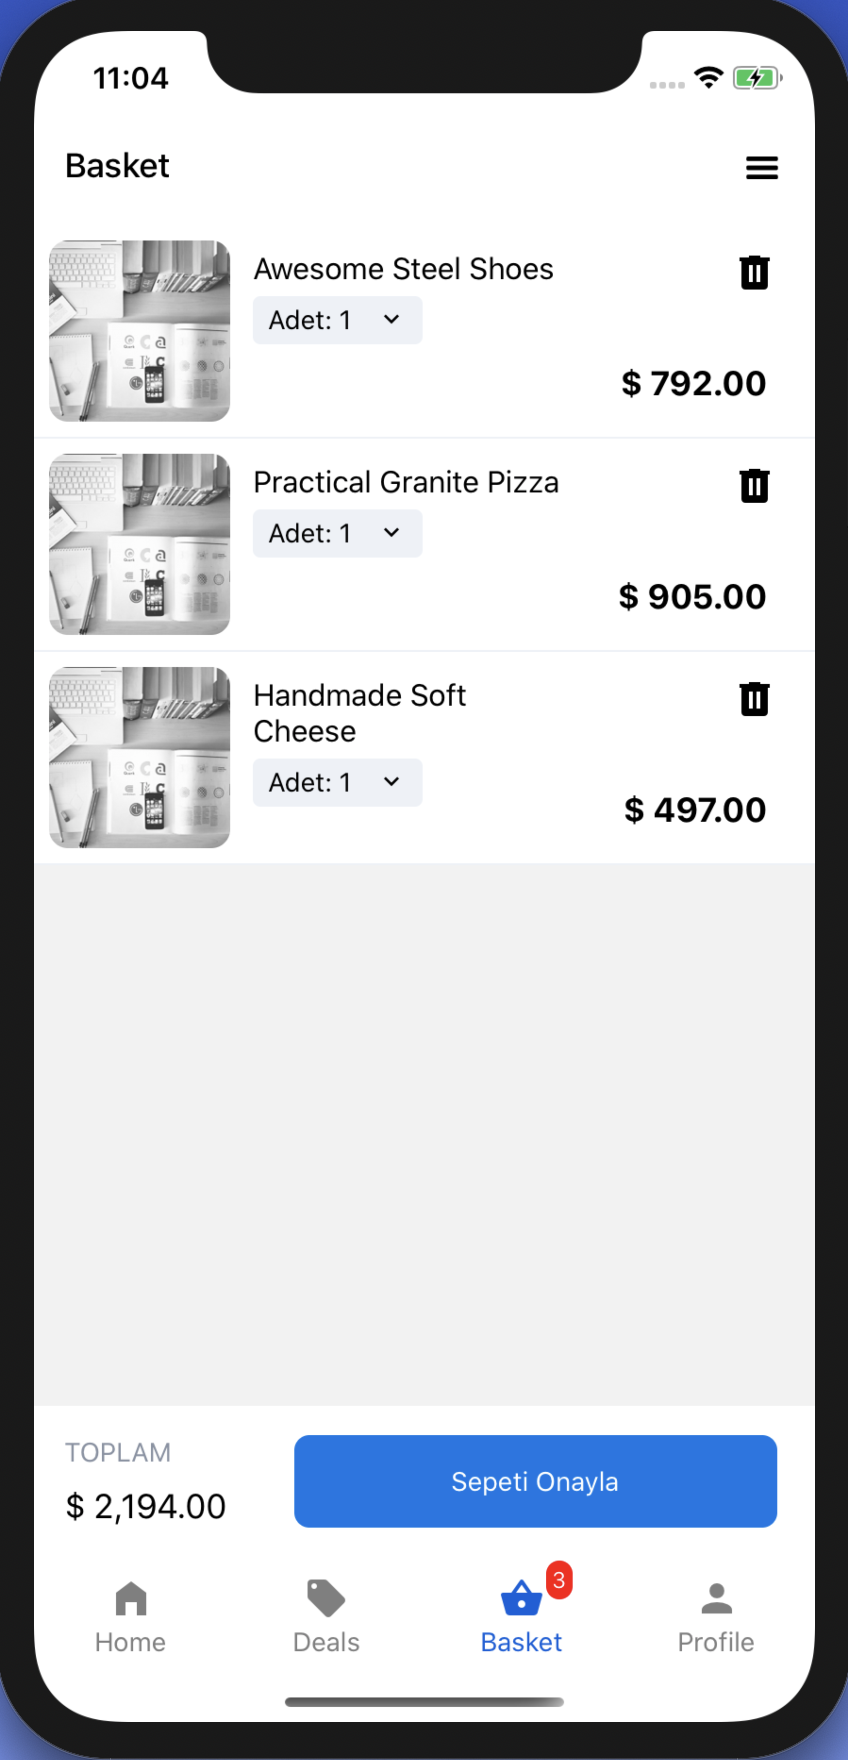 11:04
Basket
Awesome Steel Shoes
Adet: 1
$ 792.00
Practical Granite Pizza
Adet: 1
$ 905.00
Handmade Soft
Cheese
Adet: 1
$ 497.00
TOPLAM
$ 2,194.00
Sepeti Onayla
3
Home
Deals
Basket
Profile